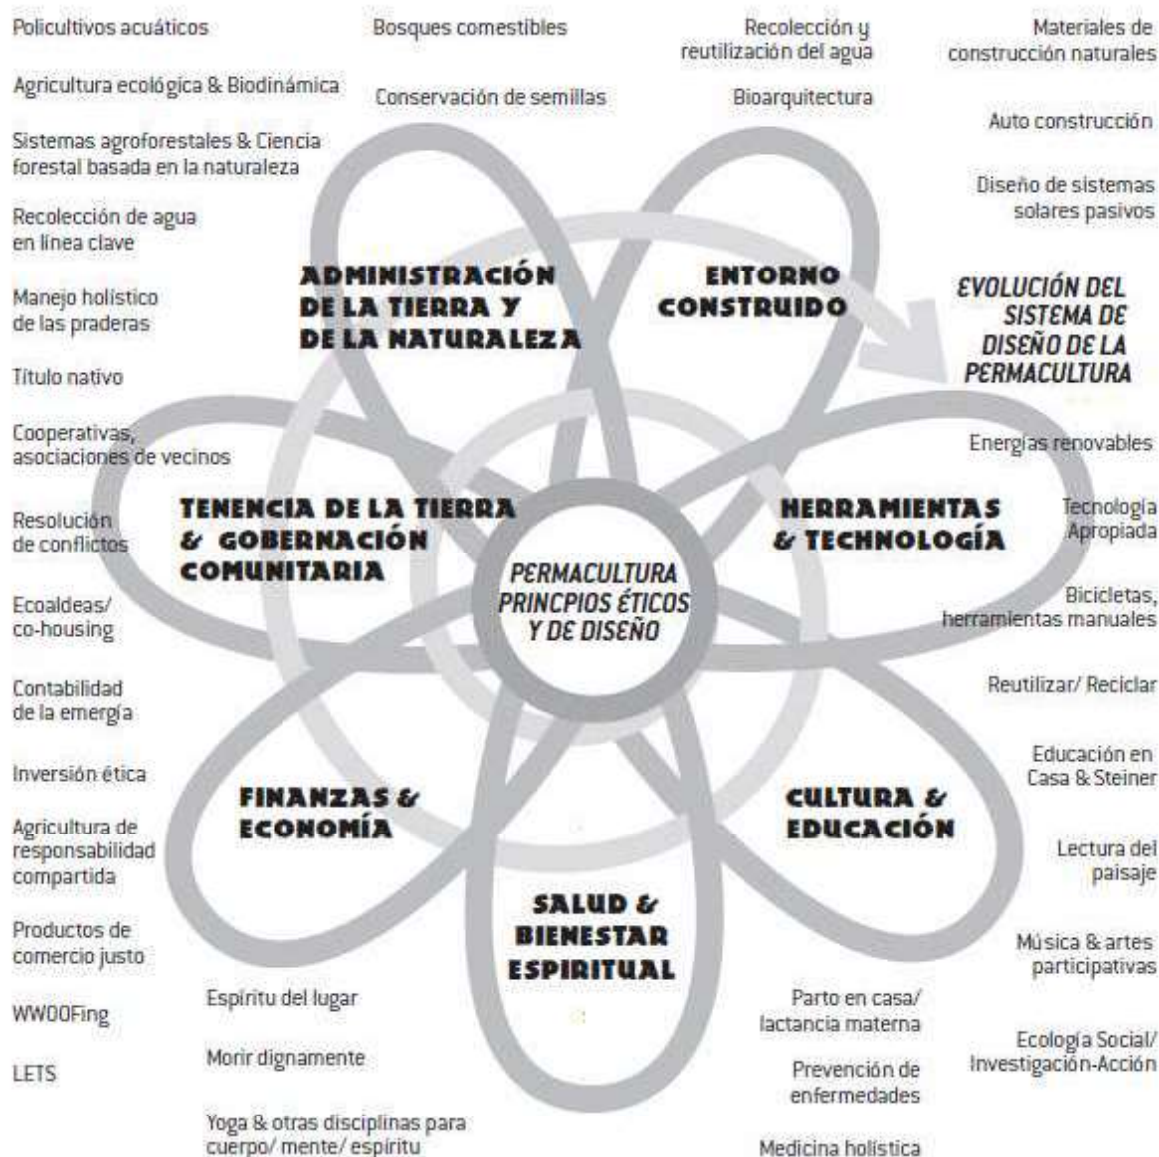 Policultivos acuáticos
Agricultura ecológica & Biodinámica
Sistemas agroforestales & Ciencia
forestal basada en la naturaleza
Recolección de agua
en línea clave
Manejo holístico
de las praderas
Título nativo
Cooperativas,
asociaciones de vecinos
Resolución
de conflictos
Ecoaldeas/
co-housing
Contabilidad
de la emergía
Inversión ética
Agricultura de
responsabilidad
compartida
Productos de
comercio justo
WWOOFing
LETS
Bosques comestibles
Conservación de semillas
Recolección y
reutilización del agua
Bioarquitectura
Materiales de
construcción naturales
Auto construcción
Diseño de sistemas
solares pasivos
EVOLUCIÓN DEL
SISTEMA DE
DISEÑO DE LA
PERMACULTURA
ADMINISTRACIÓN
DE LA TIERRA Y
DE LA NATURALEZA
ENTORNO
CONSTRUIDO
TENENCIA DE LA TIERRA
& GOBERNACIÓN
COMUNITARIA
PERMACULTURA
PRINCPIOS ÉTICOS
Y DE DISEÑO
HERRAMIENTAS
& TECHNOLOGÍA
FINANZAS &
ECONOMÍA
SALUD &
BIENESTAR
ESPIRITUAL
CULTURA &
EDUCACIÓN
Energías renovables
Tecnología
Apropiada
Bicicletas,
herramientas manuales
Reutilizar/ Reciclar
Educación en
Casa & Steiner
Lectura del
paisaje
Música & artes
participativas
Ecología Social/
Investigación-Acción
Espíritu del lugar
Morir dignamente
Yoga & otras disciplinas para
cuerpo/ mente/ espíritu
Parto en casa/
lactancia materna
Prevención de
enfermedades
Medicina holística